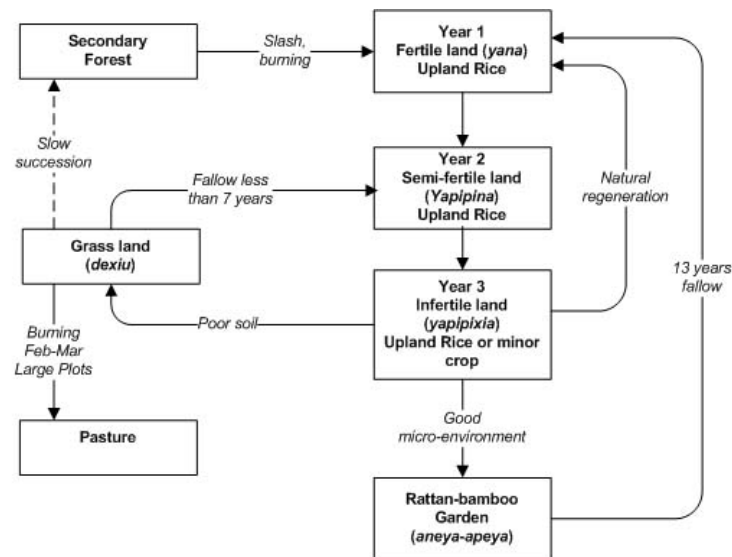 Secondary
Forest
Slash,
burning
Year 1
Fertile land (yana)
Upland Rice
Slow
succession
Fallow less
than 7 years
Year 2
Semi-fertile land
(Yapipina)
Upland Rice
Natural
regeneration
13 years
fallow
Grass land
(dexiu)
Poor soil
Year 3
Infertile land
(yapipixia)
Upland Rice or minor
crop
Burning
Feb-Mar
Large Plots
Pasture
Good
micro-environment
Rattan-bamboo
Garden
(aneya-apeya)